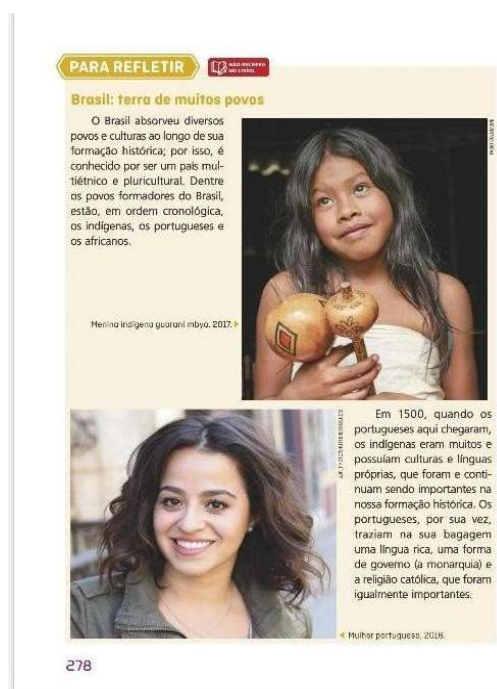 PARA REFLETIR
NÃO ESCREVA
NO LIVRO
Brasil: terra de muitos povos
O Brasil absorveu diversos
povos e culturas ao longo de sua
formação histórica; por isso, é
conhecido por ser um país mul-
tiétnico e pluricultural. Dentre
os povos formadores do Brasil,
estão, em ordem cronológica,
os indígenas, os portugueses e
os africanos.
Menina indígena guarani mbya, 2017.
Em 1500, quando os
portugueses aqui chegaram,
os indígenas eram muitos e
possuíam culturas e línguas
próprias, que foram e conti-
nuam sendo importantes na
nossa formação histórica. Os
portugueses, por sua vez,
traziam na sua bagagem
uma língua rica, uma forma
de governo (a monarquia) e
a religião católica, que foram
igualmente importantes.
Mulher portuguesa, 2016.
278